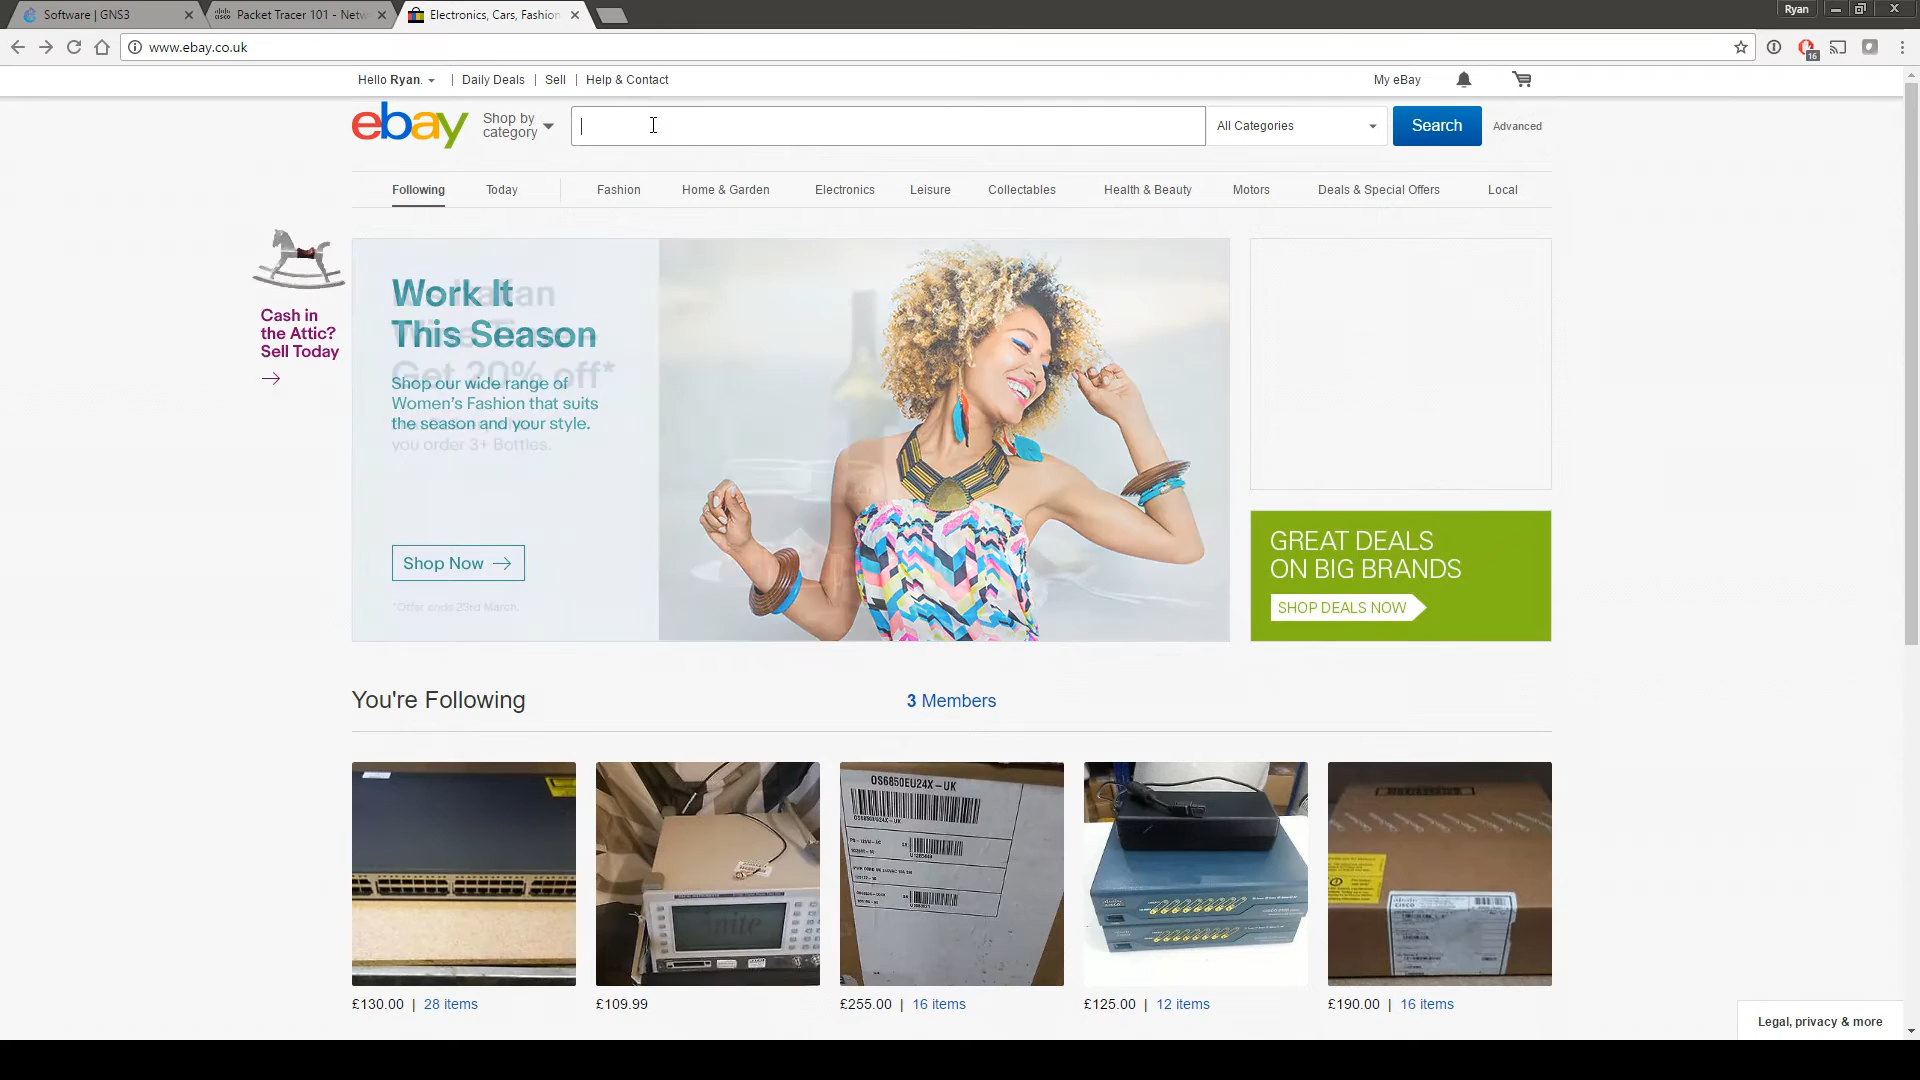 Software | GNS3
Packet Tracer 101 - Netw
Electronics, Cars, Fashion
Ryan
www.ebay.co.uk
16
Hello Ryan. | Daily Deals | Sell | Help & Contact
My eBay
ebay
Shop by
category
All Categories
Search
Advanced
Following
Today
Fashion
Home & Garden
Electronics
Leisure
Collectables
Health & Beauty
Motors
Deals & Special Offers
Local
Cash in
the Attic?
Sell Today
Work It
This Season
Get 20% off*
Shop our wide range of
Women's Fashion that suits
the season and your style.
you order 3+ Bottles.
Shop Now
*Offer ends 23rd March.
GREAT DEALS
ON BIG BRANDS
SHOP DEALS NOW
You're Following
3 Members
OS6850EU24X-UK
£130.00 | 28 items
£109.99
£255.00 | 16 items
£125.00 | 12 items
£190.00 | 16 items
Legal, privacy & more